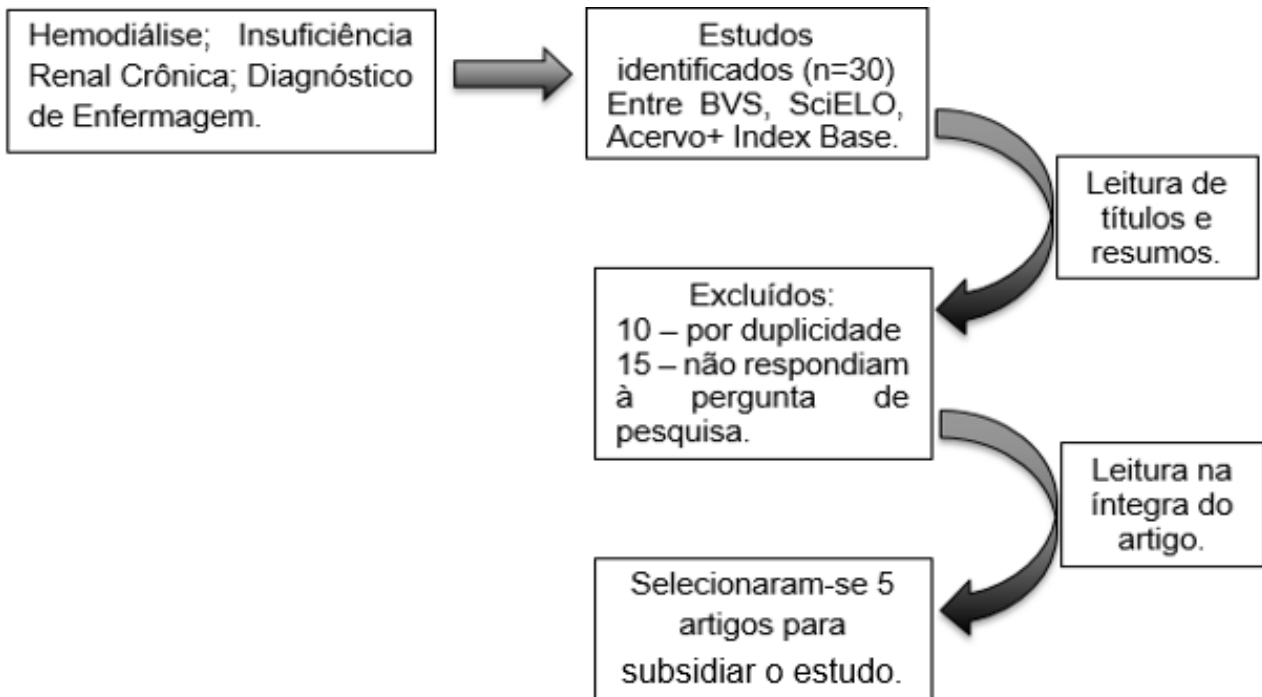 Hemodiálise; Insuficiência
Renal Crônica; Diagnóstico
de Enfermagem.
Estudos
identificados (n=30)
Entre BVS, SciELO,
Acervo+ Index Base.
Leitura de
títulos e
resumos.
Excluídos:
10 – por duplicidade
15 – não respondiam
à pergunta de
pesquisa.
Leitura na
íntegra do
artigo.
Selecionaram-se 5
artigos para
subsidiar o estudo.